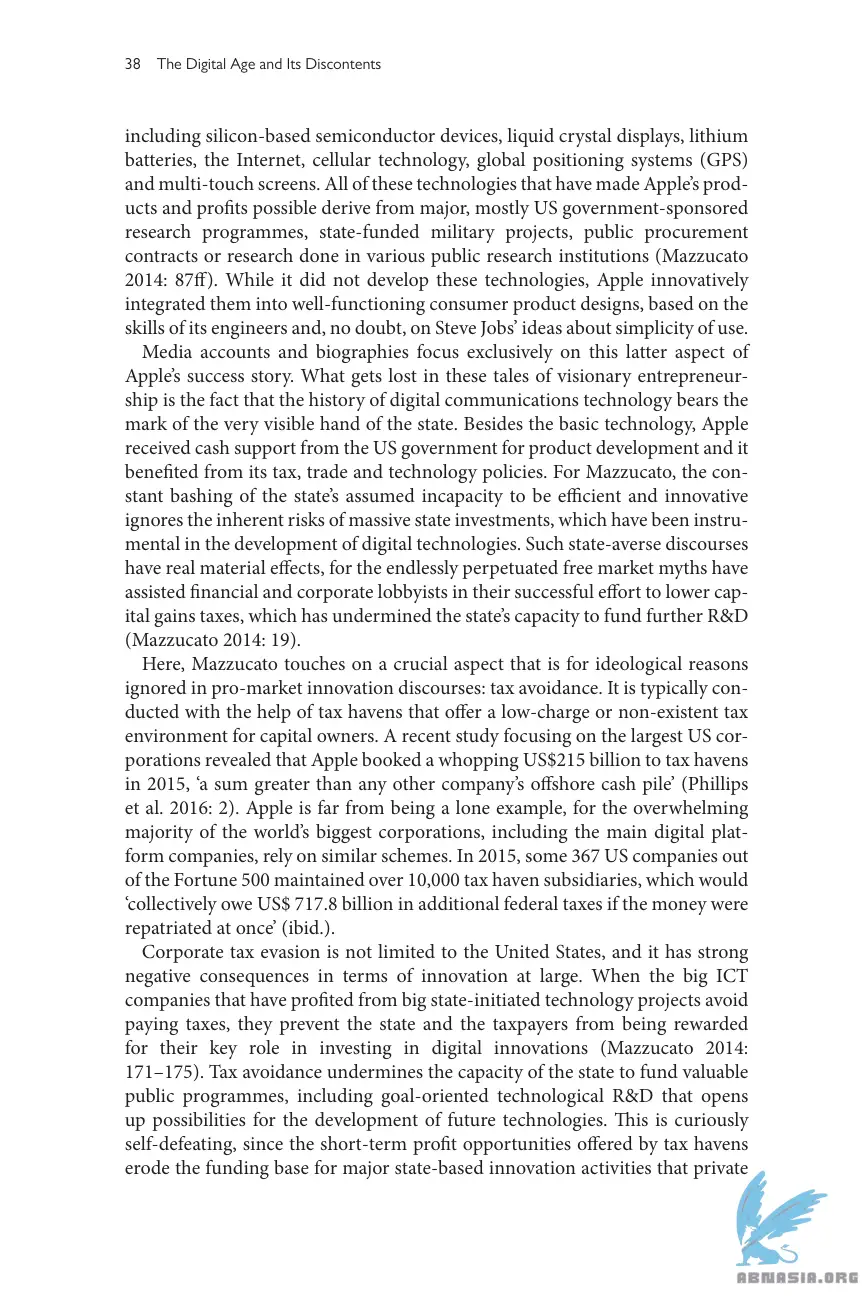 38 The Digital Age and Its Discontents
including silicon-based semiconductor devices, liquid crystal displays, lithium
batteries, the Internet, cellular technology, global positioning systems (GPS)
and multi-touch screens. All of these technologies that have made Apple’s prod-
ucts and profits possible derive from major, mostly US government-sponsored
research programmes, state-funded military projects, public procurement
contracts or research done in various public research institutions (Mazzucato
2014: 87ff). While it did not develop these technologies, Apple innovatively
integrated them into well-functioning consumer product designs, based on the
skills of its engineers and, no doubt, on Steve Jobs’ ideas about simplicity of use.
Media accounts and biographies focus exclusively on this latter aspect of
Apple’s success story. What gets lost in these tales of visionary entrepreneur-
ship is the fact that the history of digital communications technology bears the
mark of the very visible hand of the state. Besides the basic technology, Apple
received cash support from the US government for product development and it
benefited from its tax, trade and technology policies. For Mazzucato, the con-
stant bashing of the state’s assumed incapacity to be efficient and innovative
ignores the inherent risks of massive state investments, which have been instru-
mental in the development of digital technologies. Such state-averse discourses
have real material effects, for the endlessly perpetuated free market myths have
assisted financial and corporate lobbyists in their successful effort to lower cap-
ital gains taxes, which has undermined the state’s capacity to fund further R&D
(Mazzucato 2014: 19).
Here, Mazzucato touches on a crucial aspect that is for ideological reasons
ignored in pro-market innovation discourses: tax avoidance. It is typically con-
ducted with the help of tax havens that offer a low-charge or non-existent tax
environment for capital owners. A recent study focusing on the largest US cor-
porations revealed that Apple booked a whopping US$215 billion to tax havens
in 2015, ‘a sum greater than any other company’s offshore cash pile’ (Phillips
et al. 2016: 2). Apple is far from being a lone example, for the overwhelming
majority of the world’s biggest corporations, including the main digital plat-
form companies, rely on similar schemes. In 2015, some 367 US companies out
of the Fortune 500 maintained over 10,000 tax haven subsidiaries, which would
‘collectively owe US$ 717.8 billion in additional federal taxes if the money were
repatriated at once’ (ibid.).
Corporate tax evasion is not limited to the United States, and it has strong
negative consequences in terms of innovation at large. When the big ICT
companies that have profited from big state-initiated technology projects avoid
paying taxes, they prevent the state and the taxpayers from being rewarded
for their key role in investing in digital innovations (Mazzucato 2014:
171–175). Tax avoidance undermines the capacity of the state to fund valuable
public programmes, including goal-oriented technological R&D that opens
up possibilities for the development of future technologies. This is curiously
self-defeating, since the short-term profit opportunities offered by tax havens
erode the funding base for major state-based innovation activities that private
ABNASIA.ORG